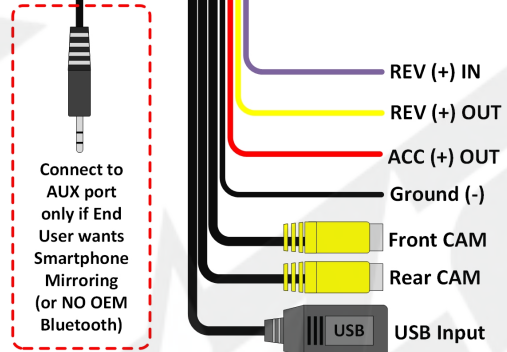 Connect to
AUX port
only if End
User wants
Smartphone
Mirroring
(or NO OEM
Bluetooth)
REV (+) IN
REV (+) OUT
ACC (+) OUT
Ground (-)
Front CAM
Rear CAM
USB
USB Input